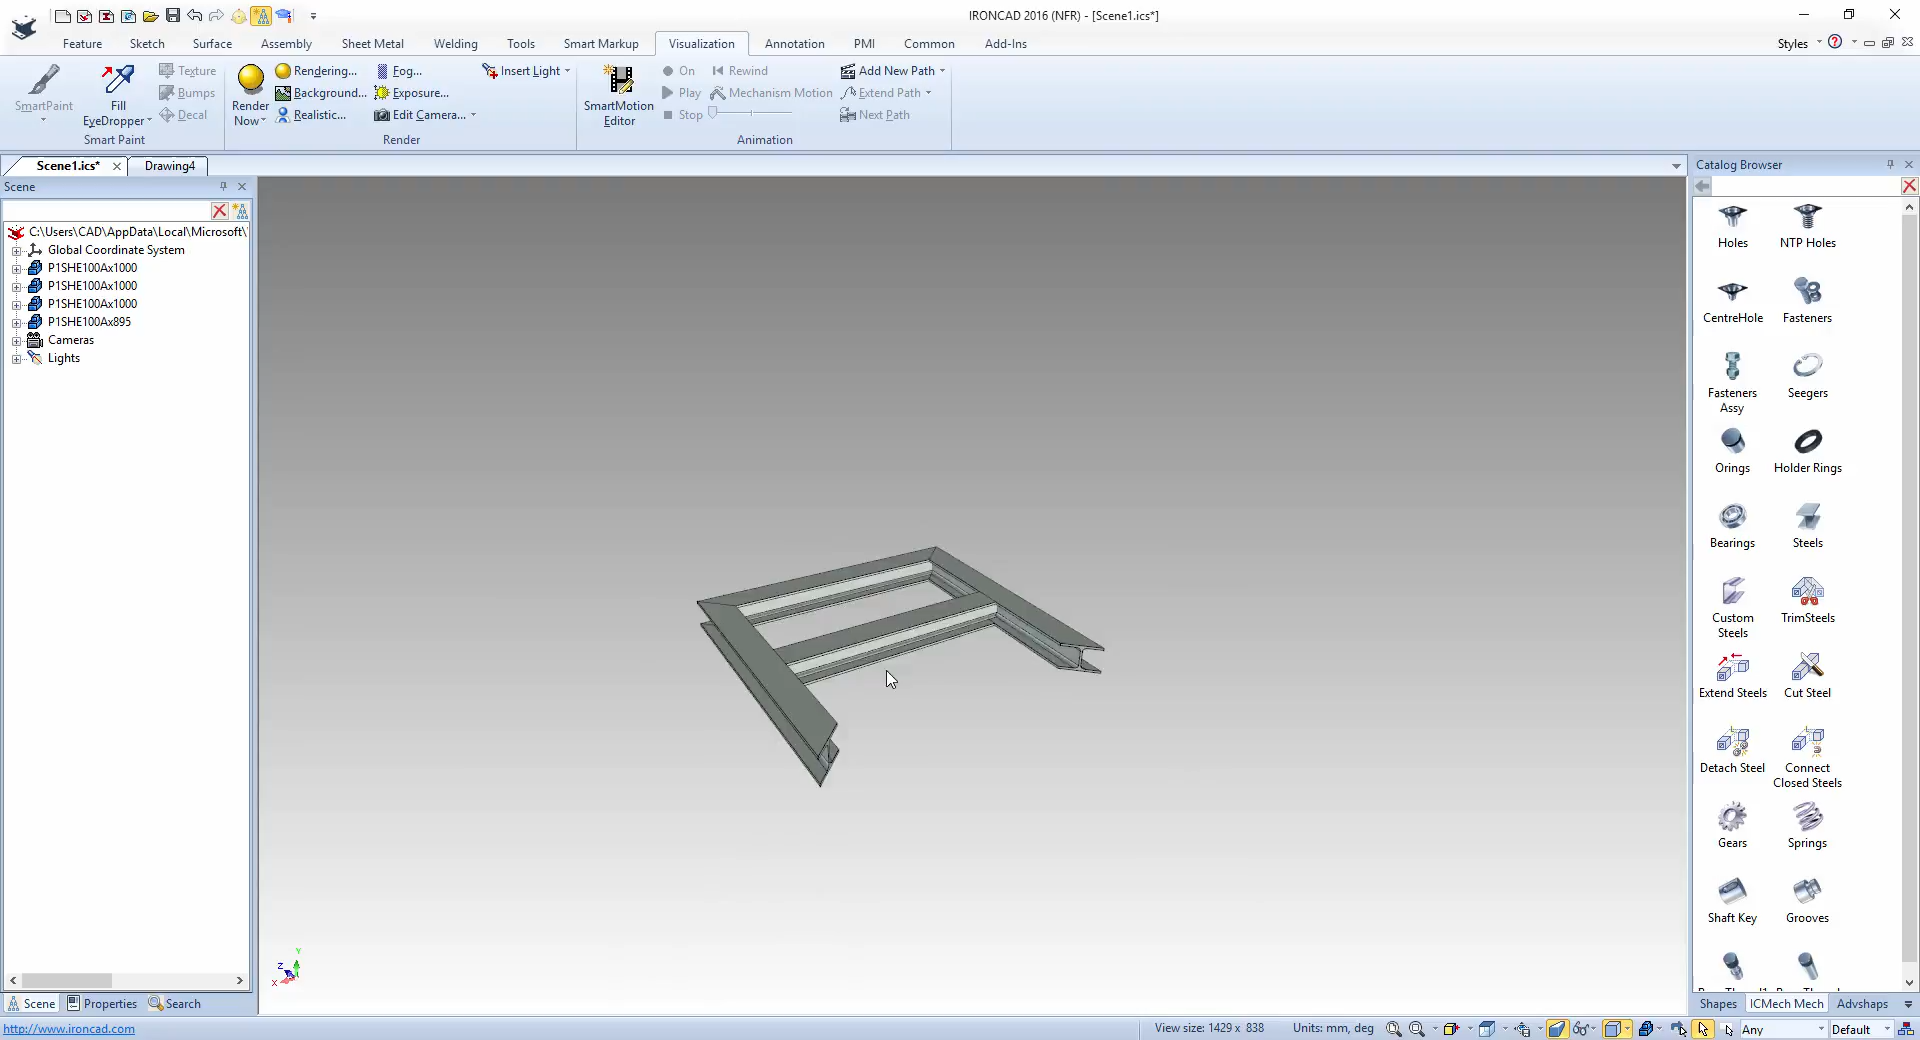 IRONCAD 2016 (NFR) - [Scene1.ics*]
Feature Sketch Surface Assembly Sheet Metal Welding Tools Smart Markup Visualization Annotation PMI Common Add-Ins Styles
SmartPaint
Fill EyeDropper
Texture
Bumps
Decal
Smart Paint
Render Now
Rendering...
Background...
Realistic...
Fog...
Exposure...
Edit Camera...
Insert Light
Render
SmartMotion Editor
On
Play
Stop
Rewind
Mechanism Motion
Add New Path
Extend Path
Next Path
Animation
Scene1.ics* Drawing4
Scene
C:\Users\CAD\AppData\Local\Microsoft\
Global Coordinate System
P1SHE100Ax1000
P1SHE100Ax1000
P1SHE100Ax1000
P1SHE100Ax895
Cameras
Lights
Y
Z
X
Scene Properties Search
Catalog Browser
Holes NTP Holes
CentreHole Fasteners
Fasteners Assy Seegers
Orings Holder Rings
Bearings Steels
Custom Steels TrimSteels
Extend Steels Cut Steel
Detach Steel Connect Closed Steels
Gears Springs
Shaft Key Grooves
Shapes ICMech Mech Advshaps
http://www.ironcad.com
View size: 1429 x 838 Units: mm, deg Any Default